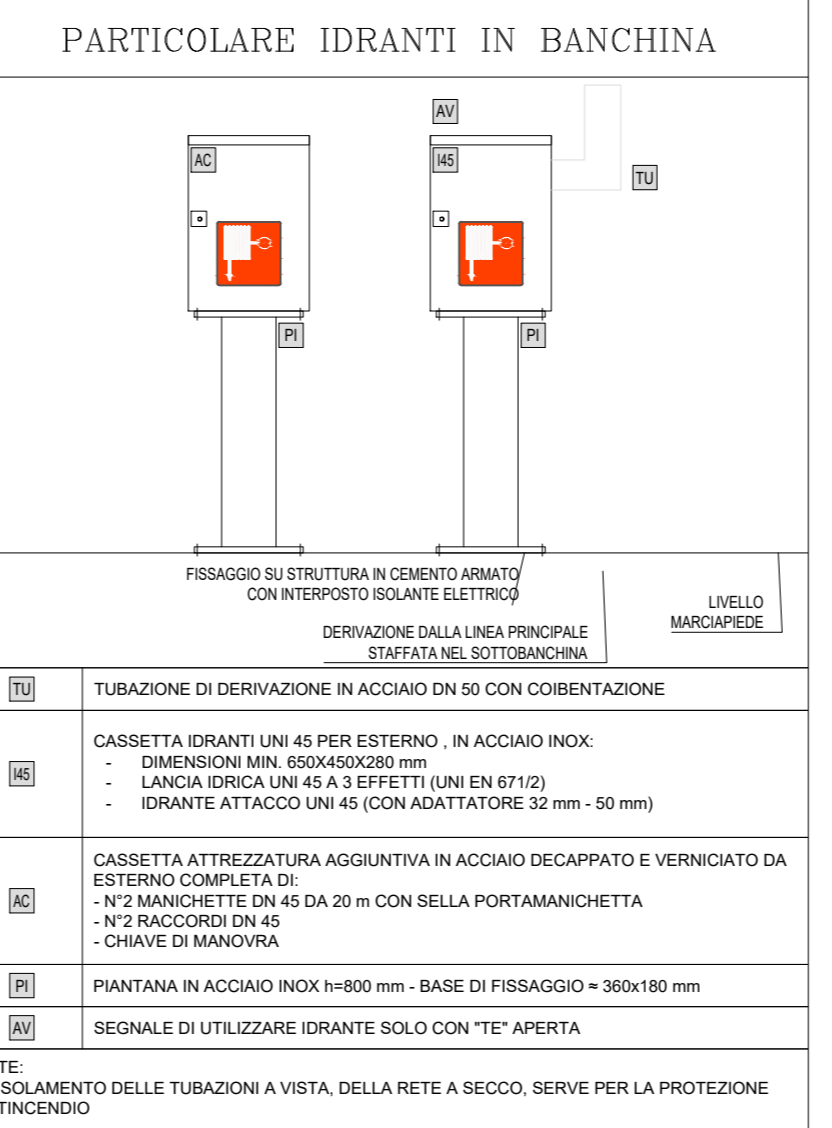 PARTICOLARE IDRANTI IN BANCHINA
AV
AC
I45
TU
PI
PI
FISSAGGIO SU STRUTTURA IN CEMENTO ARMATO
CON INTERPOSTO ISOLANTE ELETTRICO
LIVELLO
MARCIAPIEDE
DERIVAZIONE DALLA LINEA PRINCIPALE
STAFFATA NEL SOTTOBANCHINA
TU TUBAZIONE DI DERIVAZIONE IN ACCIAIO DN 50 CON COIBENTAZIONE
I45
CASSETTA IDRANTI UNI 45 PER ESTERNO , IN ACCIAIO INOX:
- DIMENSIONI MIN. 650X450X280 mm
- LANCIA IDRICA UNI 45 A 3 EFFETTI (UNI EN 671/2)
- IDRANTE ATTACCO UNI 45 (CON ADATTATORE 32 mm - 50 mm)
AC
CASSETTA ATTREZZATURA AGGIUNTIVA IN ACCIAIO DECAPPATO E VERNICIATO DA
ESTERNO COMPLETA DI:
- N°2 MANICHETTE DN 45 DA 20 m CON SELLA PORTAMANICHETTA
- N°2 RACCORDI DN 45
- CHIAVE DI MANOVRA
PI PIANTANA IN ACCIAIO INOX h=800 mm - BASE DI FISSAGGIO ≈ 360x180 mm
AV SEGNALE DI UTILIZZARE IDRANTE SOLO CON "TE" APERTA
TE:
SOLAMENTO DELLE TUBAZIONI A VISTA, DELLA RETE A SECCO, SERVE PER LA PROTEZIONE
TINCENDIO